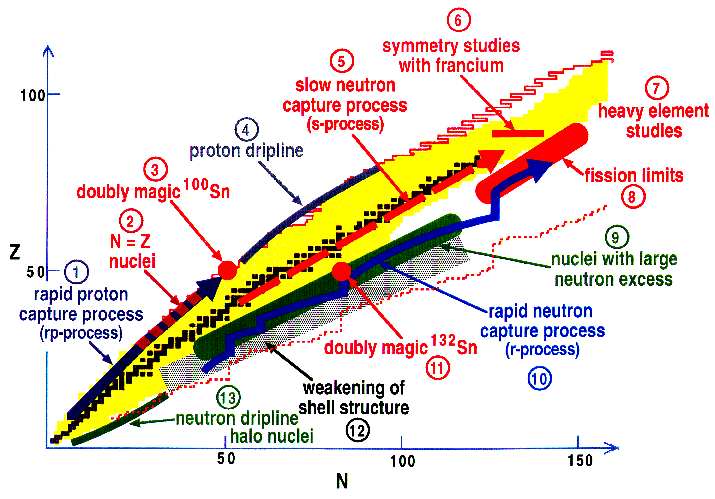 6
symmetry studies
with francium
5
slow neutron
capture process
(s-process)
7
heavy element
studies
100
4
proton dripline
3
doubly magic ¹⁰⁰Sn
fission limits
8
2
N = Z
nuclei
9
nuclei with large
neutron excess
Z
50
1
rapid proton
capture process
(rp-process)
rapid neutron
capture process
(r-process)
10
doubly magic ¹³²Sn
11
weakening of
shell structure
12
13
neutron dripline
halo nuclei
50
100
150
N